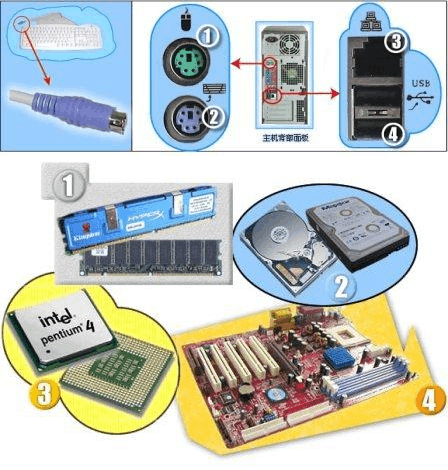 1
2
主机背部面板
3
USB
4
1
Kingston
HYPERX
Maxtor
2
intel
pentium 4
3
4